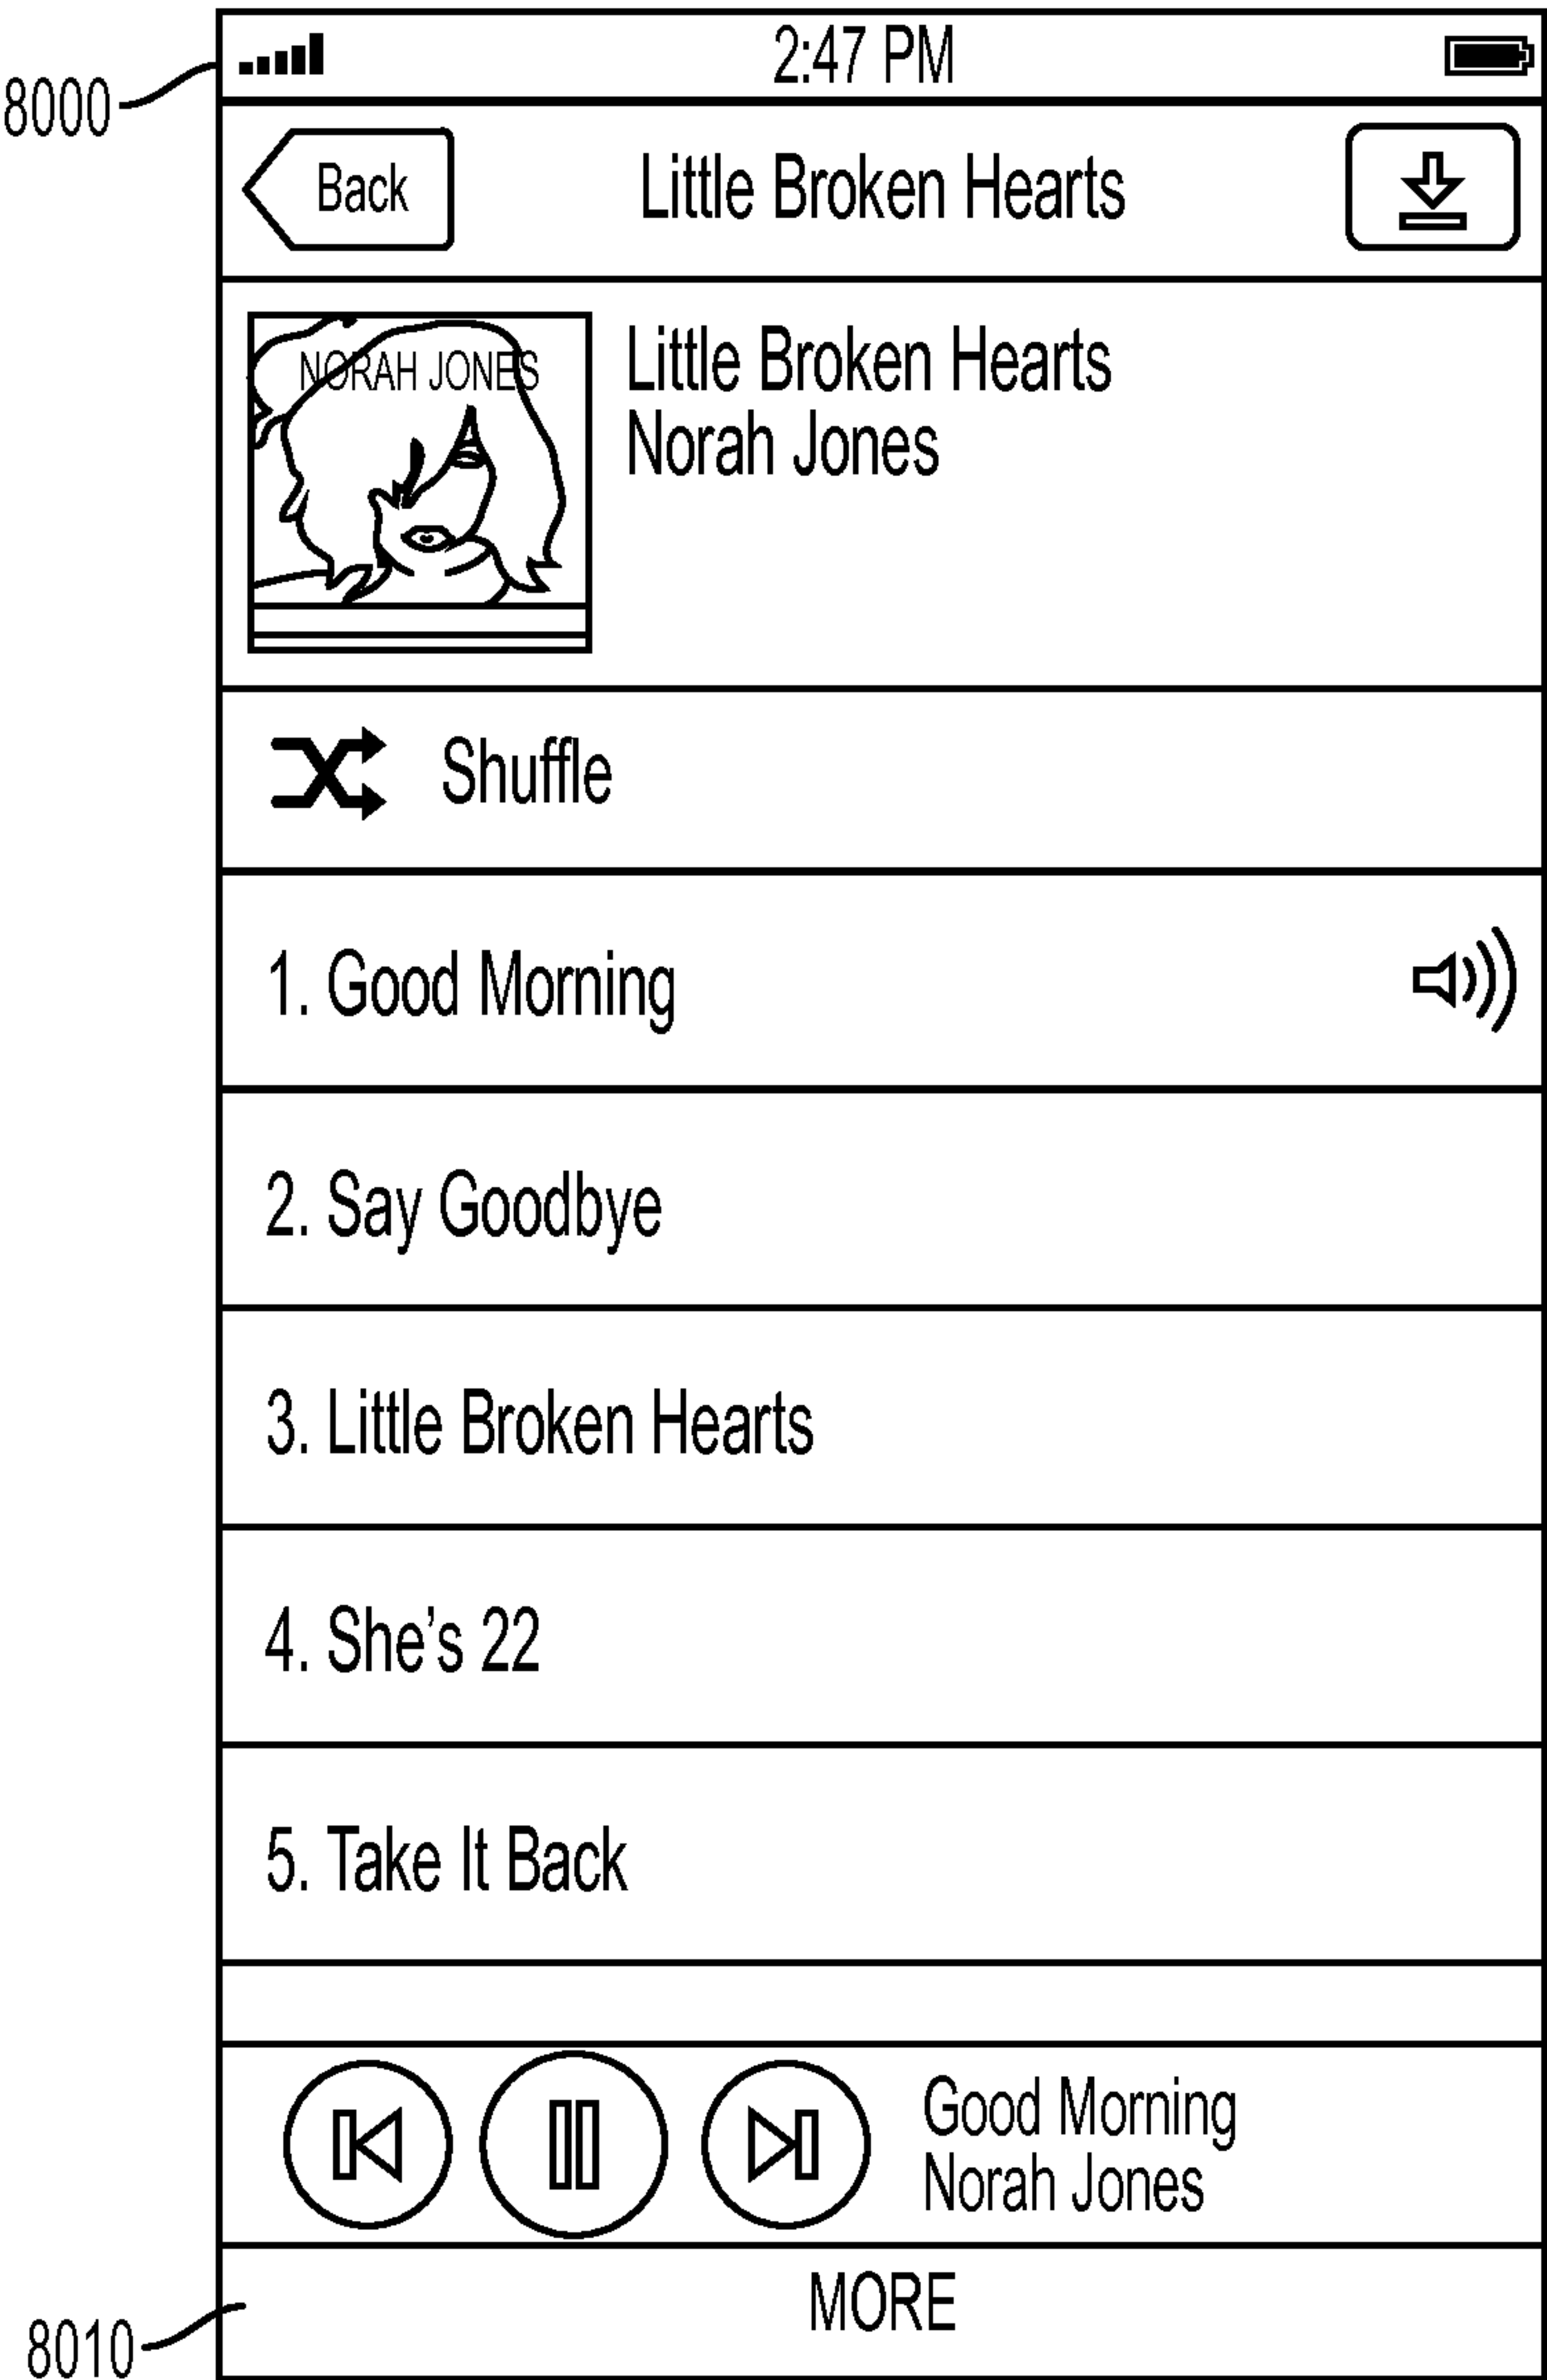 8000
2:47 PM
Back
Little Broken Hearts
NORAH JONES
Little Broken Hearts
Norah Jones
Shuffle
1. Good Morning
2. Say Goodbye
3. Little Broken Hearts
4. She's 22
5. Take It Back
Good Morning
Norah Jones
MORE
8010